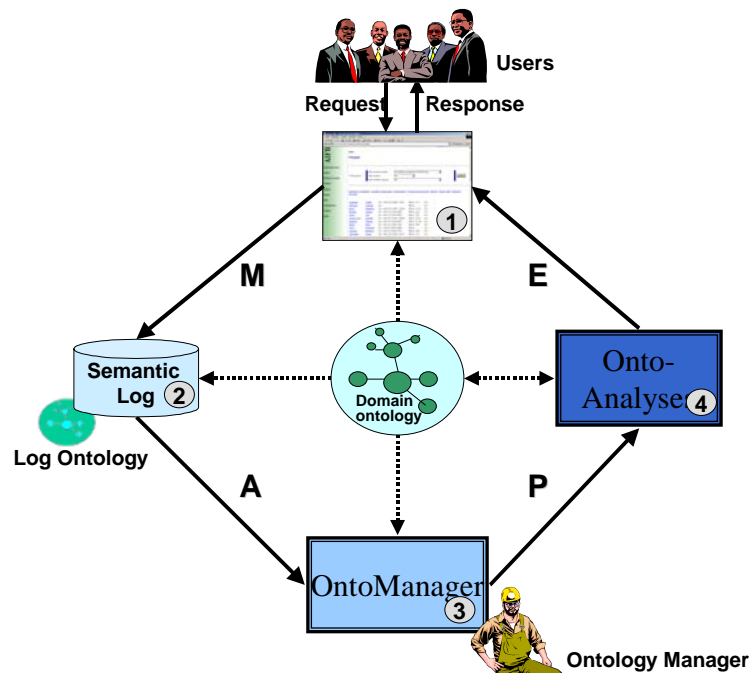 Users
Request
Response
1
M
E
Semantic
Log
2
Domain
ontology
Onto-
Analyse
4
Log Ontology
A
P
OntoManager
3
Ontology Manager